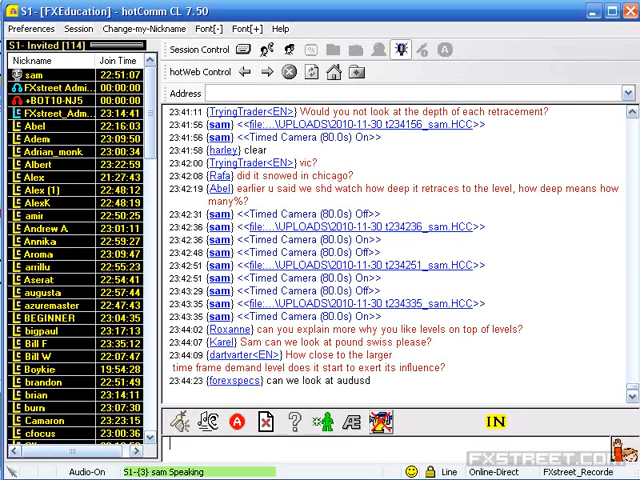 S1- [FXEducation] - hotComm CL 7.50
Preferences Session Change-my-Nickname Font[-] Font[+] Help
S1- Invited [114]
Session Control
Nickname Join Time
hotWeb Control
Address
sam 22:51:07
FXstreet Admi... 00:00:00
+BOT10-NJ5 00:00:00
FXstreet_Adm... 23:14:41
Abel 22:16:03
Adem 23:09:50
Adrian_monk 23:00:34
Albert 23:22:59
Alex 21:27:43
Alex (1) 22:48:12
AlexK 22:48:19
amir 22:50:25
Andrew A 23:01:11
Annika 22:59:27
Aroma 23:09:47
arrillu 22:55:23
Aserat 22:54:41
augusta 22:57:44
azuremaster 22:47:43
BEGINNER 23:04:35
bigpaul 23:17:13
Bill F 23:35:12
Bill W 22:07:47
Boykie 19:54:28
brandon 22:51:49
brian 23:14:11
burn 23:07:30
Camaron 23:23:15
cfocus 23:00:36
23:41:11 {TryingTrader<EN>} Would you not look at the depth of each retracement?
23:41:56 {sam} <<file:...\UPLOADS\2010-11-30 t234156_sam.HCC>>
23:41:56 {sam} <<Timed Camera (80.0s) On>>
23:41:58 {harley} clear
23:42:00 {TryingTrader<EN>} vic?
23:42:08 {Rafa} did it snowed in chicago?
23:42:19 {Abel} earlier u said we shd watch how deep it retraces to the level, how deep means how
many%?
23:42:31 {sam} <<Timed Camera (80.0s) Off>>
23:42:36 {sam} <<file:...\UPLOADS\2010-11-30 t234236_sam.HCC>>
23:42:36 {sam} <<Timed Camera (80.0s) On>>
23:42:48 {sam} <<Timed Camera (80.0s) Off>>
23:42:51 {sam} <<file:...\UPLOADS\2010-11-30 t234251_sam.HCC>>
23:42:51 {sam} <<Timed Camera (80.0s) On>>
23:43:29 {sam} <<Timed Camera (80.0s) Off>>
23:43:35 {sam} <<file:...\UPLOADS\2010-11-30 t234335_sam.HCC>>
23:43:35 {sam} <<Timed Camera (80.0s) On>>
23:44:02 {Roxanne} can you explain more why you like levels on top of levels?
23:44:07 {Karel} Sam can we look at pound swiss please?
23:44:09 {dartvarter<EN>} How close to the larger
time frame demand level does it start to exert its influence?
23:44:23 {forexspecs} can we look at audusd
IN
Audio-On S1-{3} sam Speaking Line Online-Direct FXstreet_Recorde
FXSTREET.COM